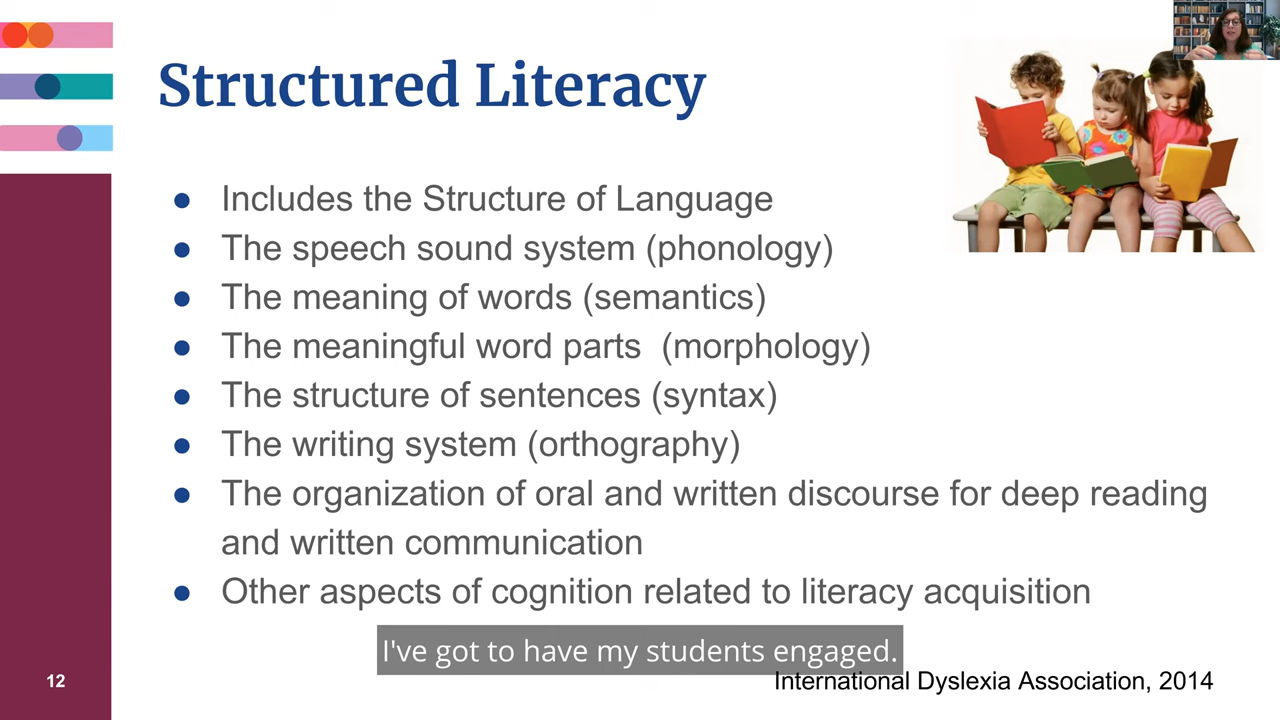 Structured Literacy
● Includes the Structure of Language
● The speech sound system (phonology)
● The meaning of words (semantics)
● The meaningful word parts (morphology)
● The structure of sentences (syntax)
● The writing system (orthography)
● The organization of oral and written discourse for deep reading
and written communication
● Other aspects of cognition related to literacy acquisition
I've got to have my students engaged.
12
International Dyslexia Association, 2014